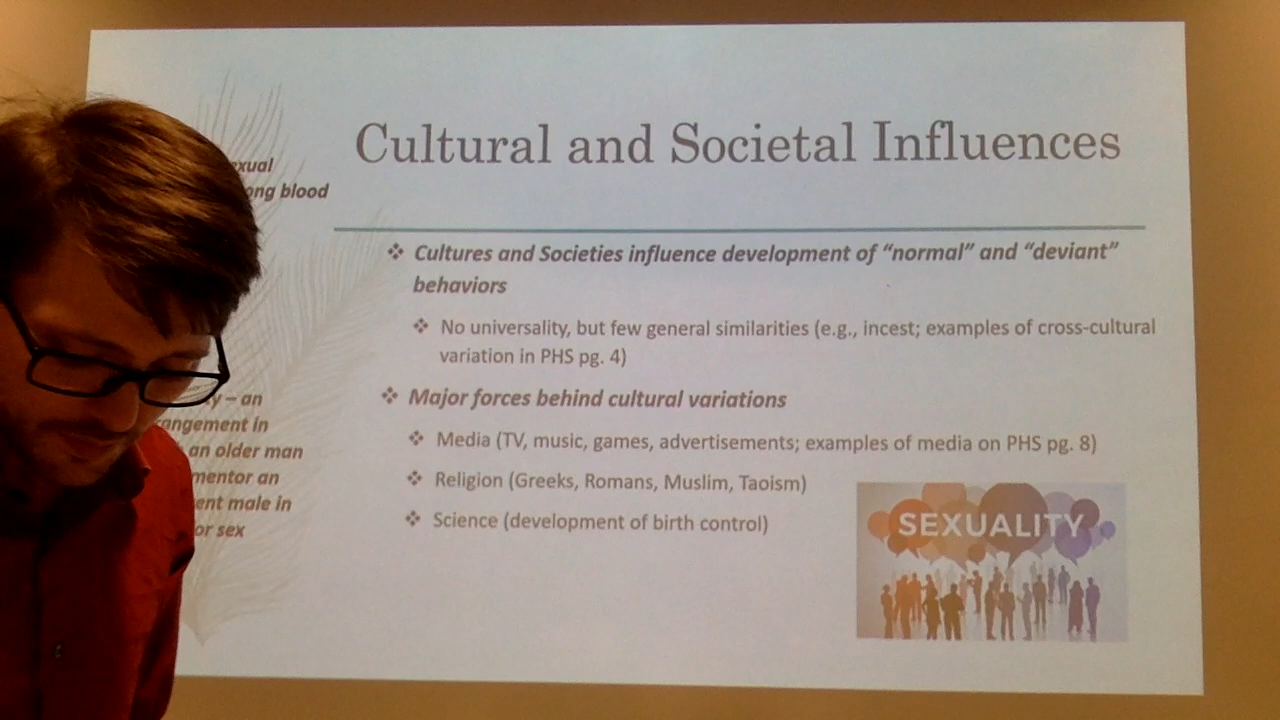 Cultural and Societal Influences
xual
ong blood
❖ Cultures and Societies influence development of “normal” and “deviant”
behaviors
❖ No universality, but few general similarities (e.g., incest; examples of cross-cultural
variation in PHS pg. 4)
❖ Major forces behind cultural variations
❖ Media (TV, music, games, advertisements; examples of media on PHS pg. 8)
❖ Religion (Greeks, Romans, Muslim, Taoism)
❖ Science (development of birth control)
y – an
angement in
an older man
mentor an
ent male in
or sex
SEXUALITY